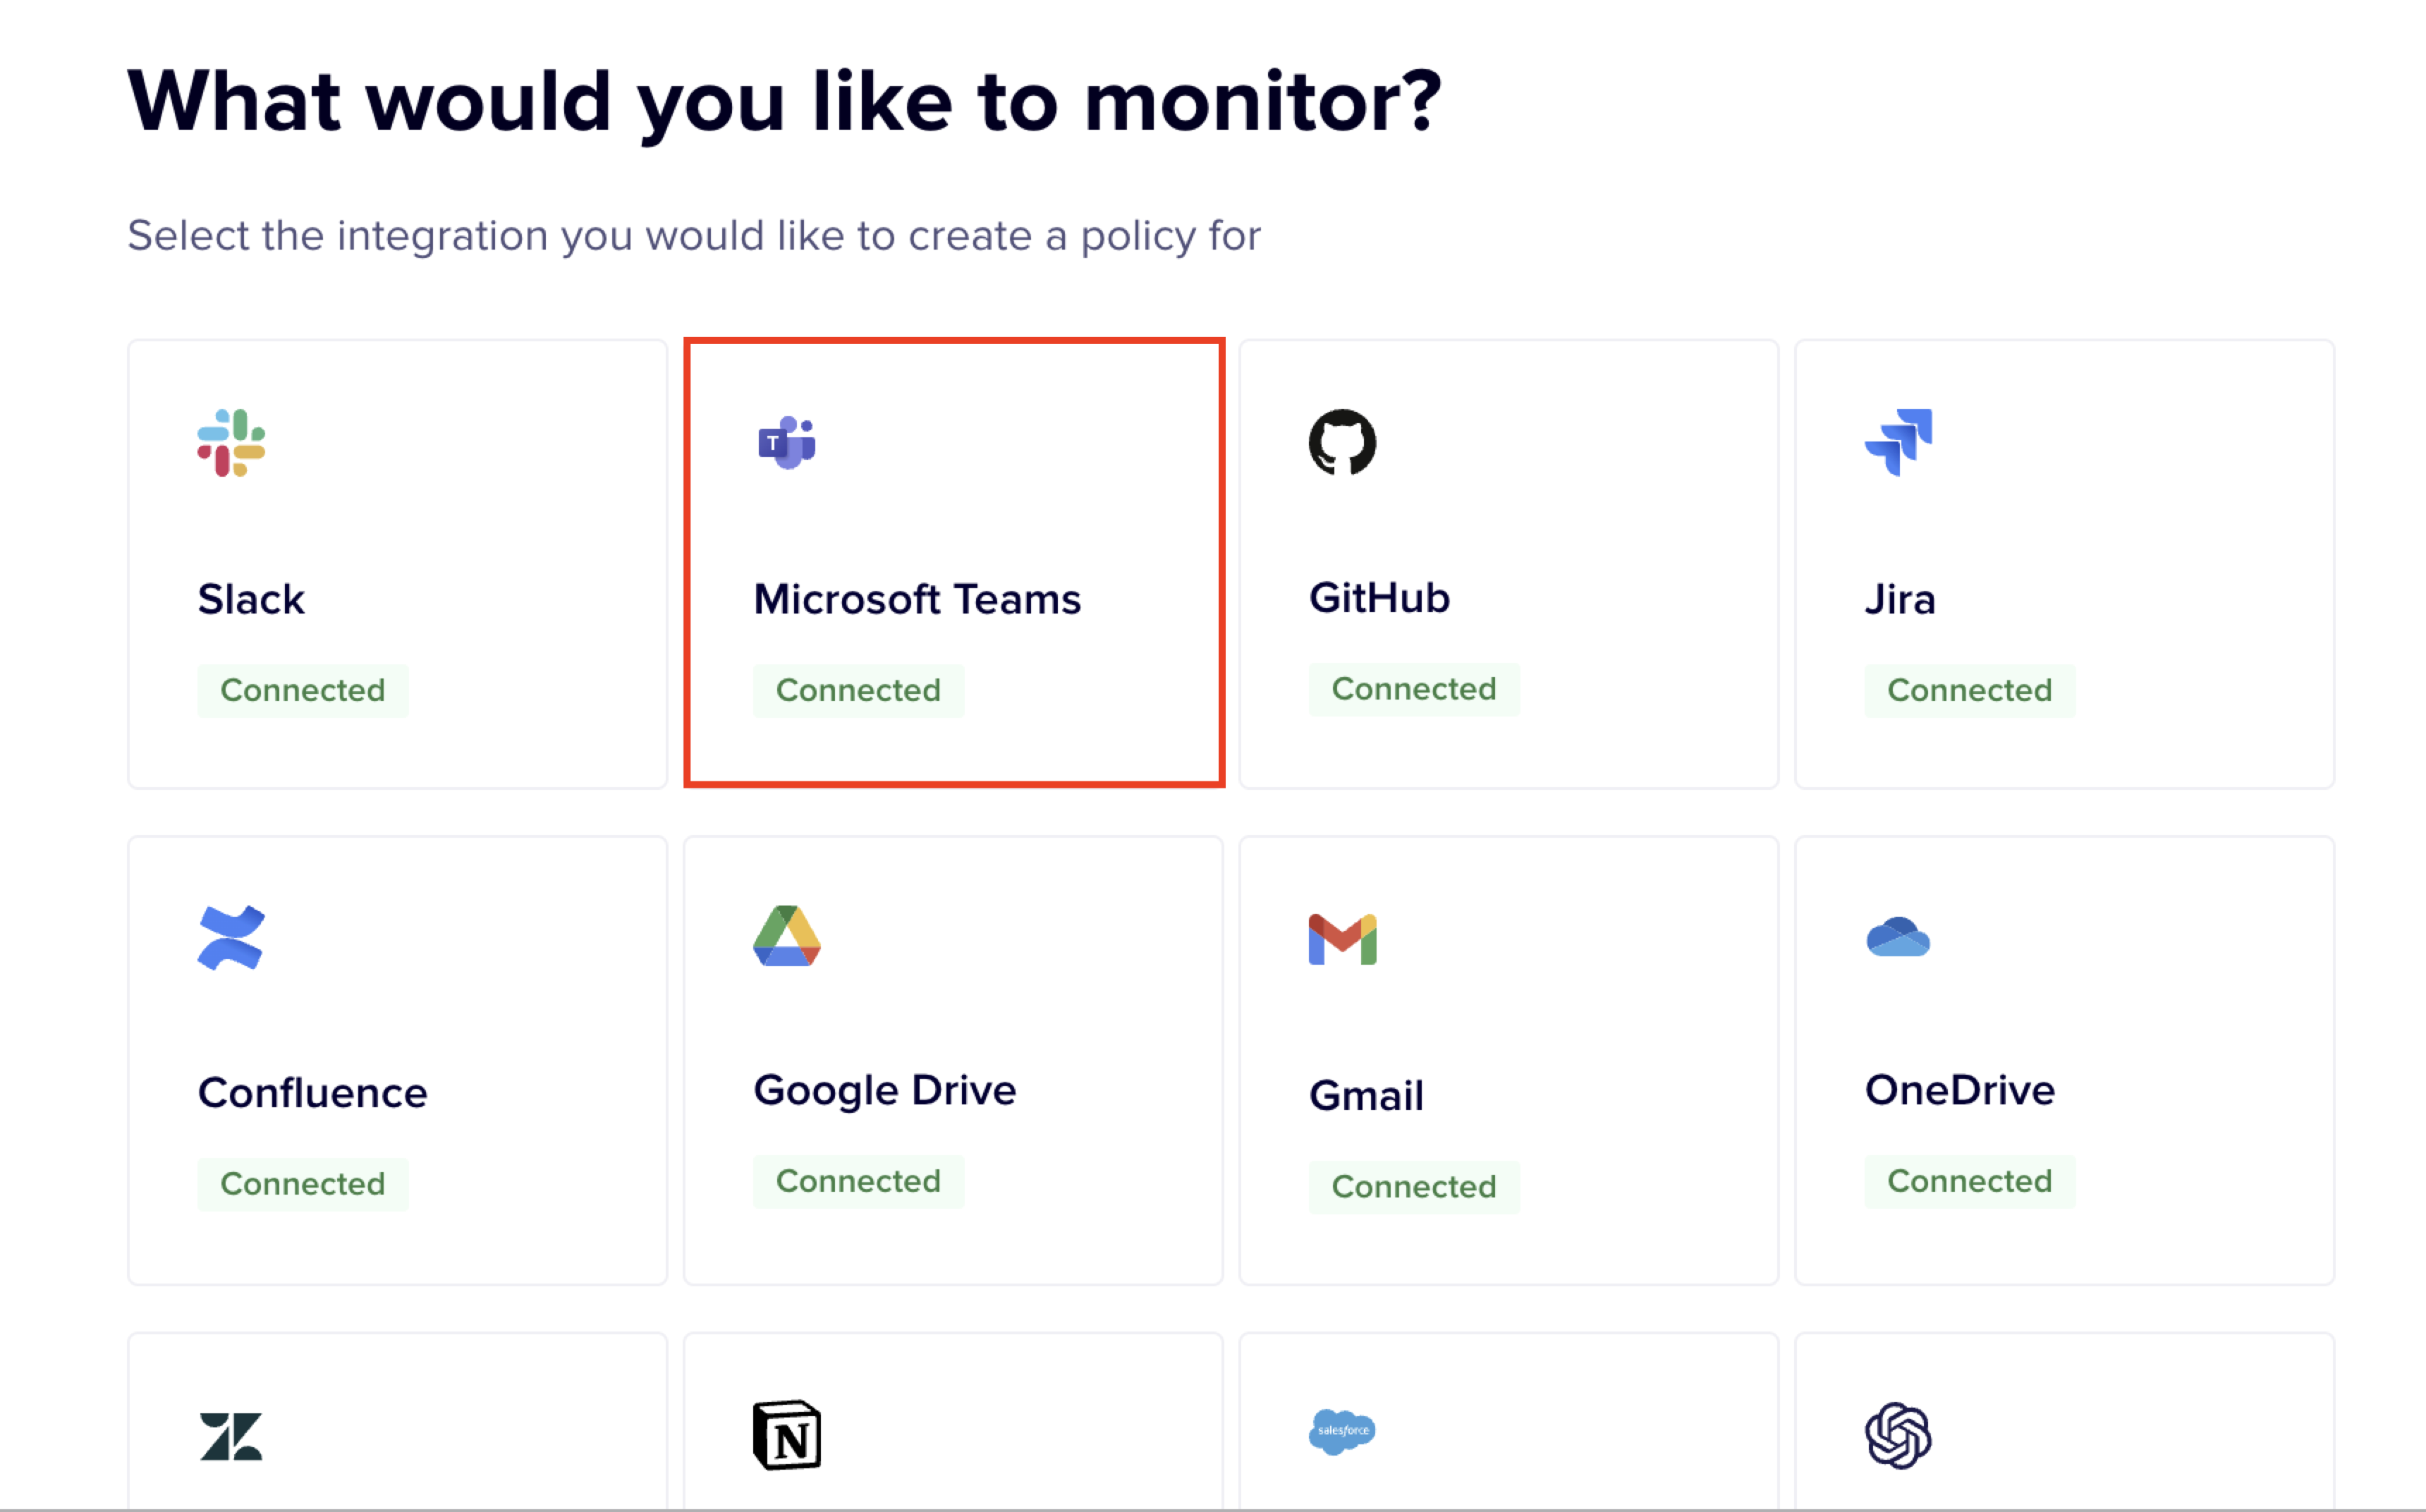 What would you like to monitor?
Select the integration you would like to create a policy for
T
Slack
Microsoft Teams
GitHub
Jira
Connected
Connected
Connected
Connected
Confluence
Google Drive
Gmail
OneDrive
Connected
Connected
Connected
Connected
N
salesforce